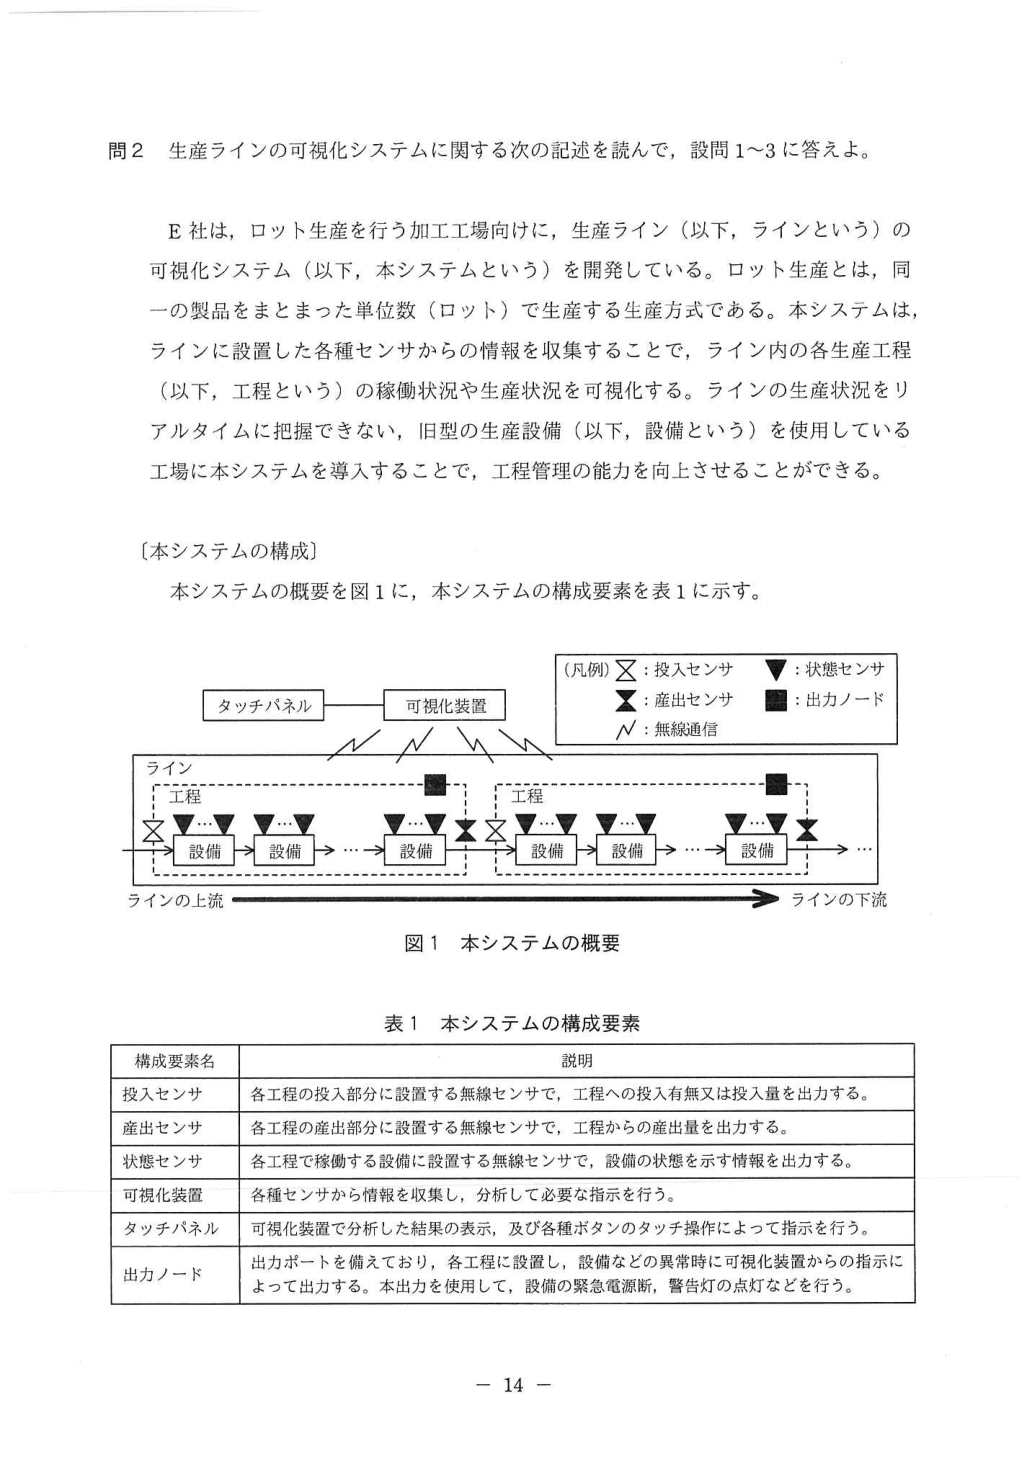 問2 生産ラインの可視化システムに関する次の記述を読んで，設問1～3に答えよ。
E社は，ロット生産を行う加工工場向けに，生産ライン（以下，ラインという）の
可視化システム（以下，本システムという）を開発している。ロット生産とは，同
一の製品をまとまった単位数（ロット）で生産する生産方式である。本システムは，
ラインに設置した各種センサからの情報を収集することで，ライン内の各生産工程
（以下，工程という）の稼働状況や生産状況を可視化する。ラインの生産状況をリ
アルタイムに把握できない，旧型の生産設備（以下，設備という）を使用している
工場に本システムを導入することで，工程管理の能力を向上させることができる。
〔本システムの構成〕
本システムの概要を図1に，本システムの構成要素を表1に示す。
(凡例) ：投入センサ ：状態センサ
：産出センサ ：出力ノード
：無線通信
タッチパネル 可視化装置
ライン
工程 工程
… … … … … …
設備 設備 … 設備 設備 設備 … 設備 …
ラインの上流 ラインの下流
図1 本システムの概要
表1 本システムの構成要素
構成要素名 説明
投入センサ 各工程の投入部分に設置する無線センサで，工程への投入有無又は投入量を出力する。
産出センサ 各工程の産出部分に設置する無線センサで，工程からの産出量を出力する。
状態センサ 各工程で稼働する設備に設置する無線センサで，設備の状態を示す情報を出力する。
可視化装置 各種センサから情報を収集し，分析して必要な指示を行う。
タッチパネル 可視化装置で分析した結果の表示，及び各種ボタンのタッチ操作によって指示を行う。
出力ノード 出力ポートを備えており，各工程に設置し，設備などの異常時に可視化装置からの指示に
よって出力する。本出力を使用して，設備の緊急電源断，警告灯の点灯などを行う。
－ 14 －